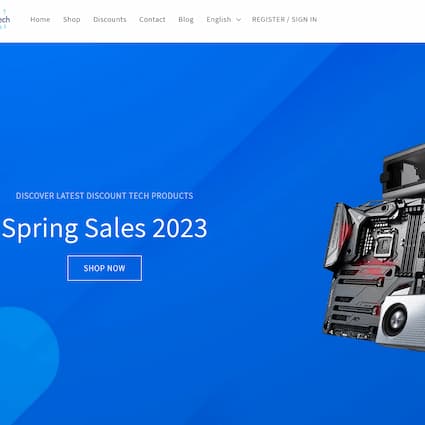 ech
Home Shop Discounts Contact Blog English REGISTER / SIGN IN
DISCOVER LATEST DISCOUNT TECH PRODUCTS
Spring Sales 2023
SHOP NOW